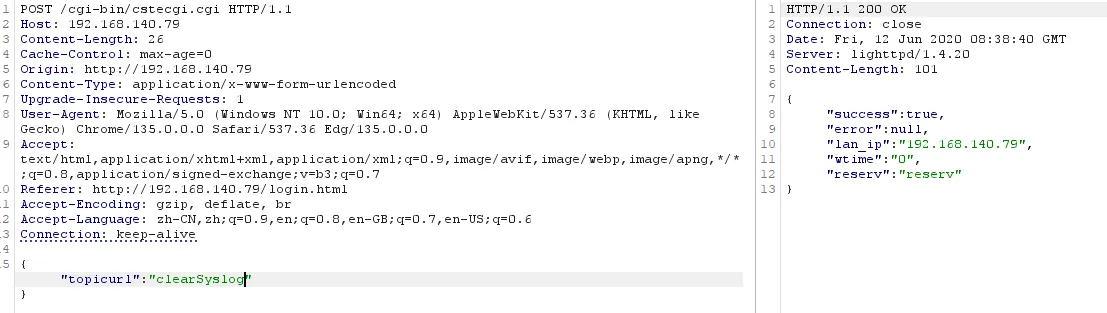 1 POST /cgi-bin/cstecgi.cgi HTTP/1.1
2 Host: 192.168.140.79
3 Content-Length: 26
4 Cache-Control: max-age=0
5 Origin: http://192.168.140.79
6 Content-Type: application/x-www-form-urlencoded
7 Upgrade-Insecure-Requests: 1
8 User-Agent: Mozilla/5.0 (Windows NT 10.0; Win64; x64) AppleWebKit/537.36 (KHTML, like
Gecko) Chrome/135.0.0.0 Safari/537.36 Edg/135.0.0.0
9 Accept:
text/html,application/xhtml+xml,application/xml;q=0.9,image/avif,image/webp,image/apng,*/*
;q=0.8,application/signed-exchange;v=b3;q=0.7
10 Referer: http://192.168.140.79/login.html
11 Accept-Encoding: gzip, deflate, br
12 Accept-Language: zh-CN,zh;q=0.9,en;q=0.8,en-GB;q=0.7,en-US;q=0.6
13 Connection: keep-alive
14
15 {
"topicurl":"clearSyslog"
}
1 HTTP/1.1 200 OK
2 Connection: close
3 Date: Fri, 12 Jun 2020 08:38:40 GMT
4 Server: lighttpd/1.4.20
5 Content-Length: 101
6
7 {
8 "success":true,
9 "error":null,
10 "lan_ip":"192.168.140.79",
11 "wtime":"0",
12 "reserv":"reserv"
13 }